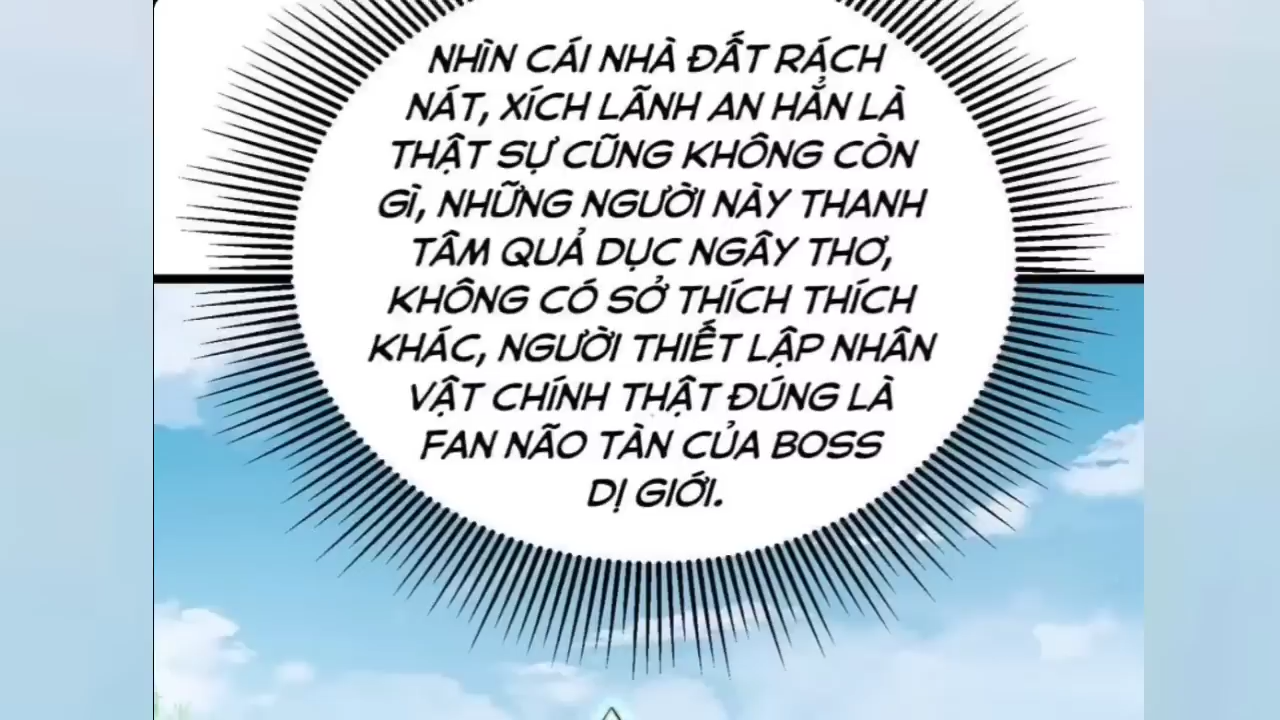 NHÌN CÁI NHÀ ĐẤT RÁCH
NÁT, XÍCH LÃNH AN HẲN LÀ
THẬT SỰ CŨNG KHÔNG CÒN
GÌ, NHỮNG NGƯỜI NÀY THANH
TÂM QUẢ DỤC NGÂY THƠ,
KHÔNG CÓ SỞ THÍCH THÍCH
KHÁC, NGƯỜI THIẾT LẬP NHÂN
VẬT CHÍNH THẬT ĐÚNG LÀ
FAN NÃO TÀN CỦA BOSS
DỊ GIỚI.